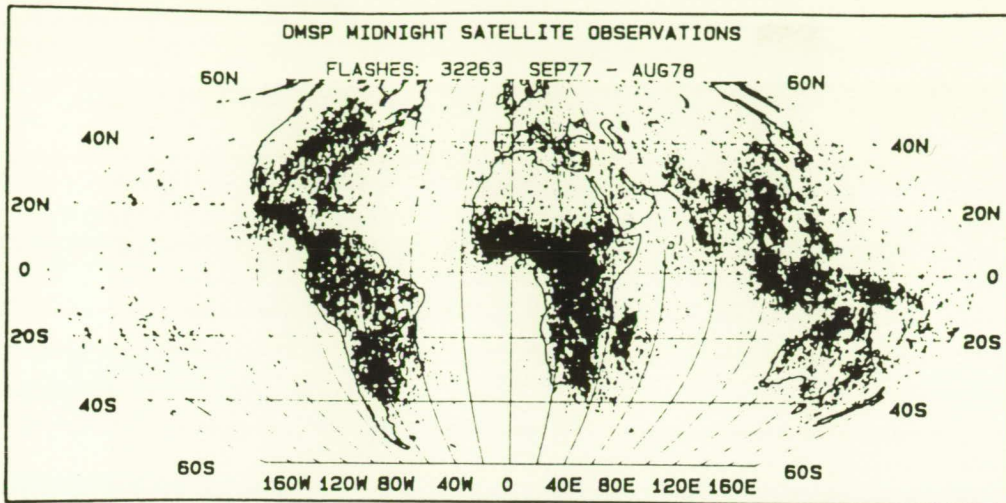 DMSP MIDNIGHT SATELLITE OBSERVATIONS
FLASHES: 32263 SEP77 - AUG78
60N 60N
40N 40N
20N 20N
0 0
20S 20S
40S 40S
60S 60S
160W 120W 80W 40W 0 40E 80E 120E 160E